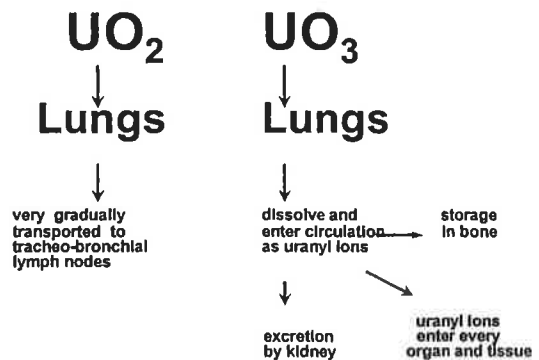 UO2
Lungs
very gradually
transported to
tracheo-bronchial
lymph nodes
UO3
Lungs
dissolve and
enter circulation
as uranyl ions
storage
in bone
excretion
by kidney
uranyl ions
enter every
organ and tissue